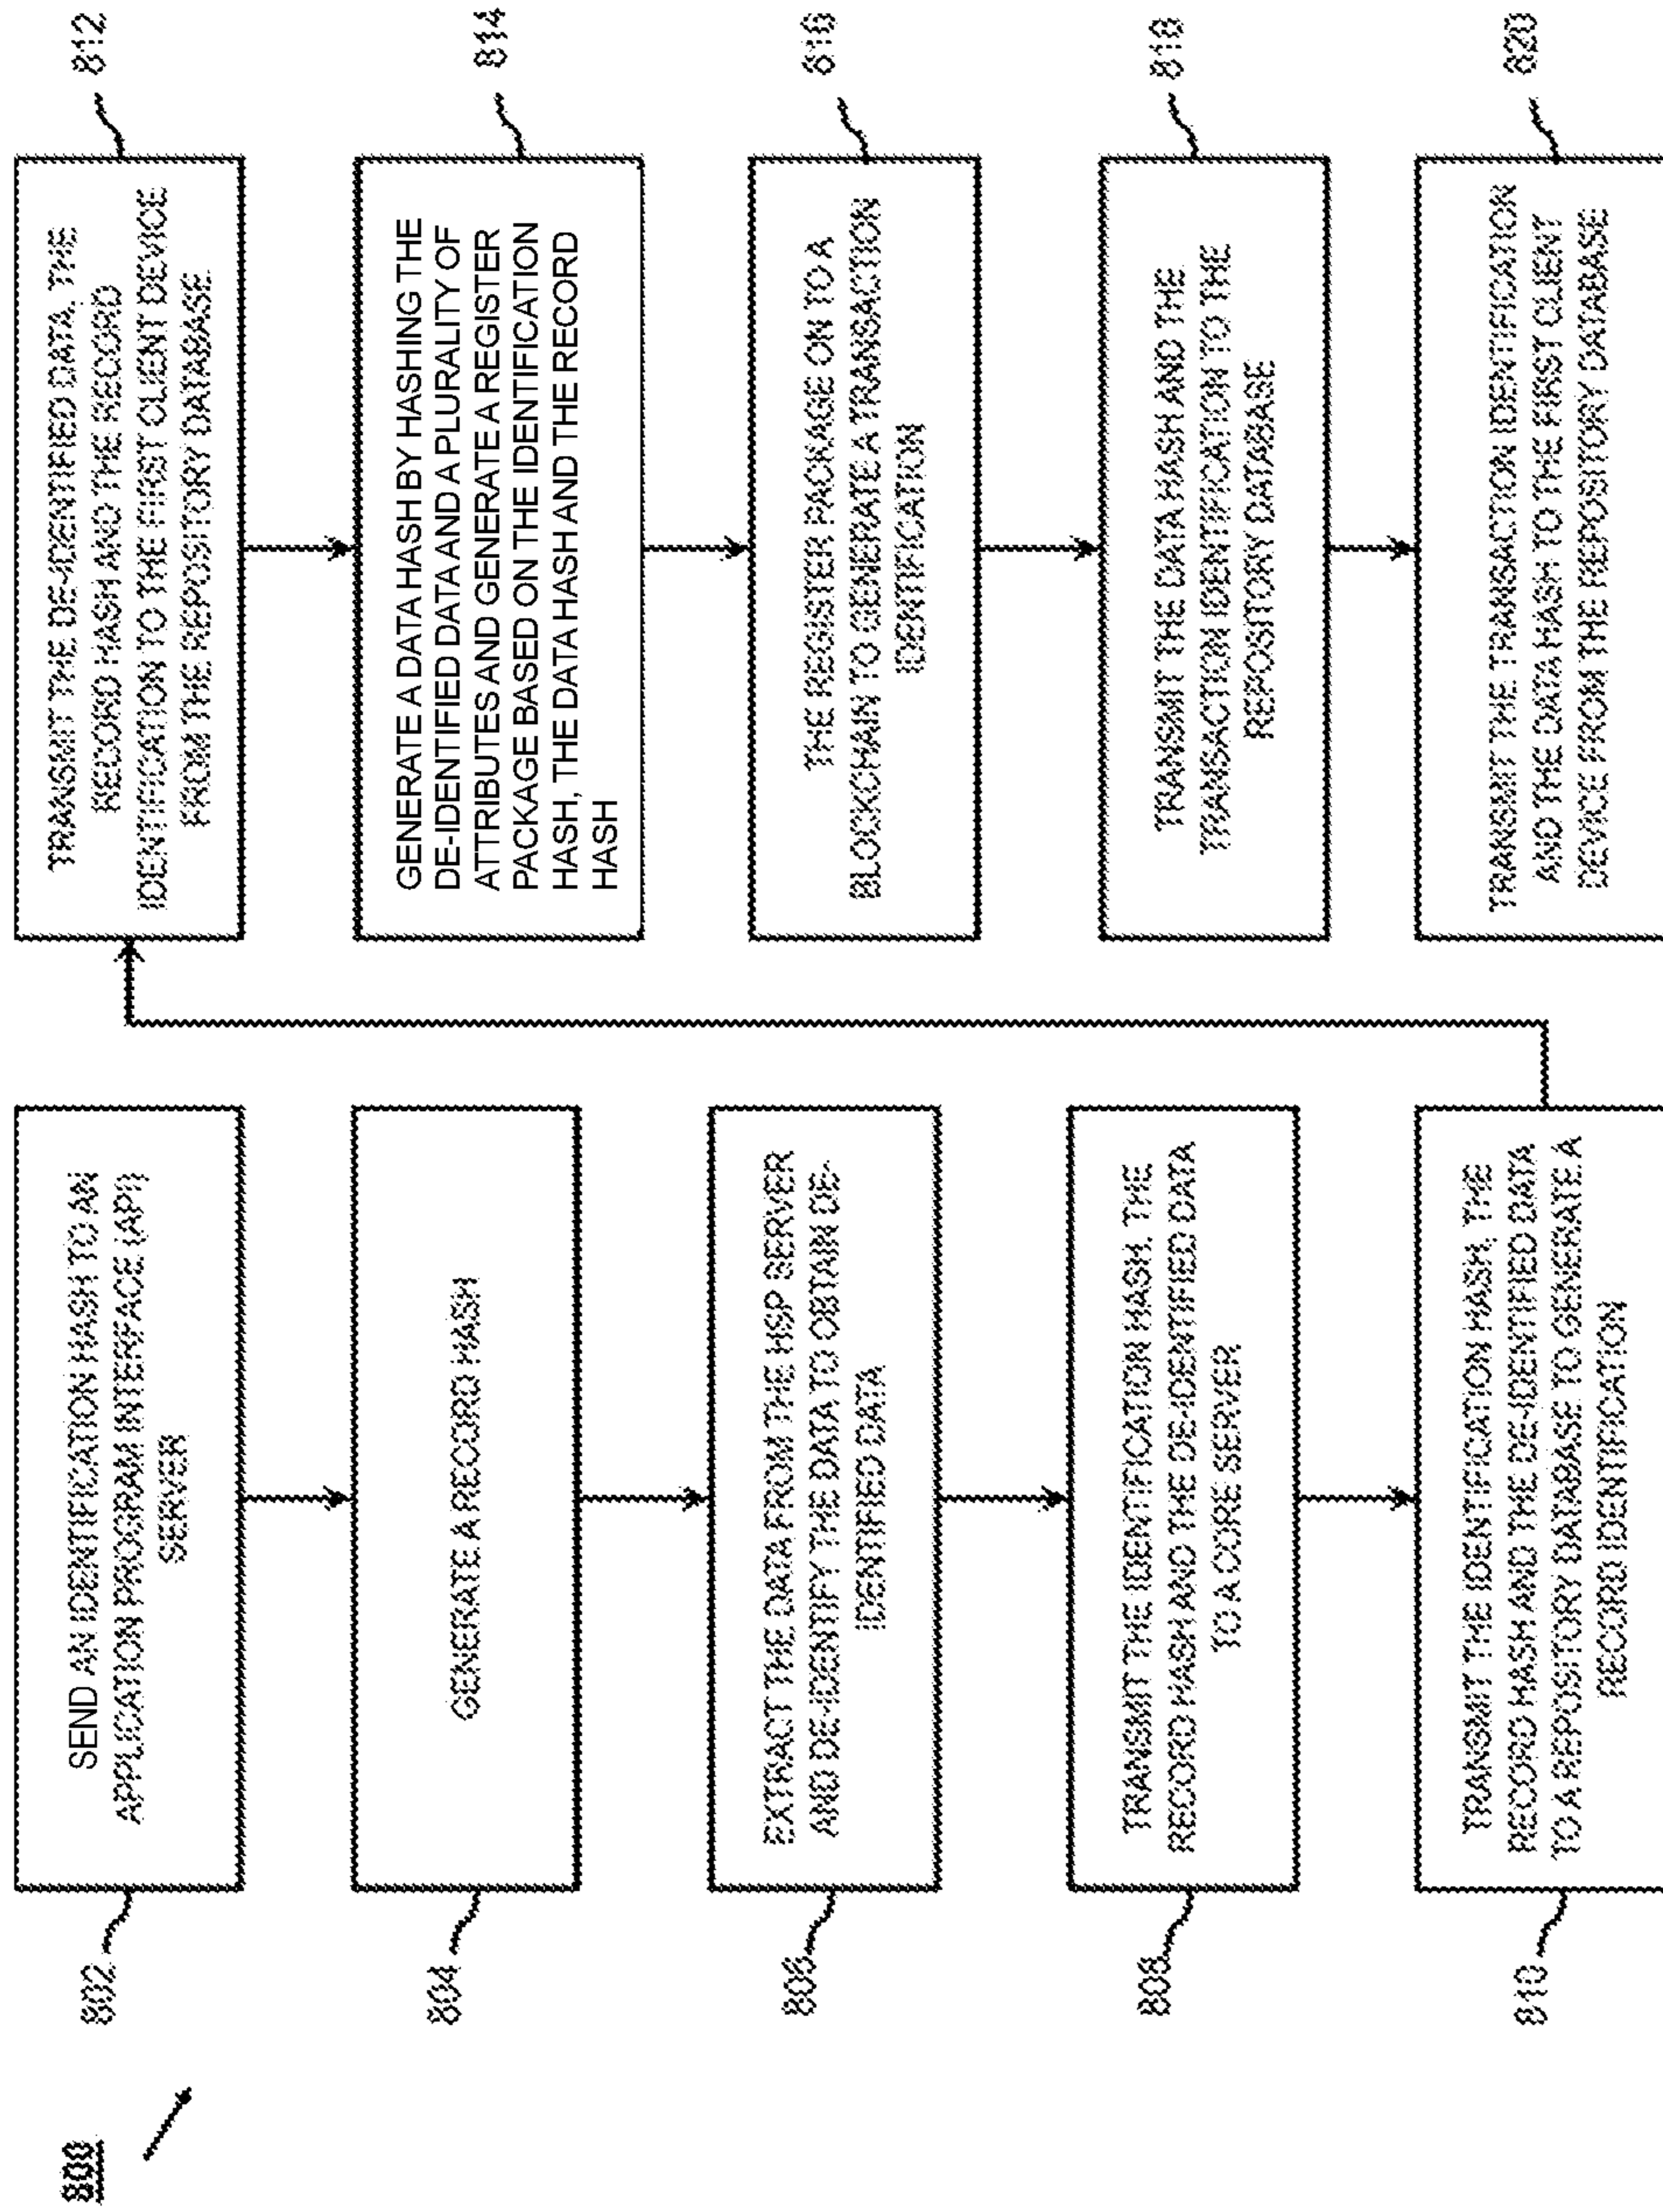 800
802
SEND AN IDENTIFICATION HASH TO AN
APPLICATION PROGRAM INTERFACE (API)
SERVER
804
GENERATE A RECORD HASH
806
EXTRACT THE DATA FROM THE HSP SERVER
AND DE-IDENTIFY THE DATA TO OBTAIN DE-
IDENTIFIED DATA
808
TRANSMIT THE IDENTIFICATION HASH, THE
RECORD HASH AND THE DE-IDENTIFIED DATA
TO A CORE SERVER
810
TRANSMIT THE IDENTIFICATION HASH, THE
RECORD HASH AND THE DE-IDENTIFIED DATA
TO A REPOSITORY DATABASE TO GENERATE A
RECORD IDENTIFICATION
812
TRANSMIT THE DE-IDENTIFIED DATA, THE
RECORD HASH AND THE RECORD
IDENTIFICATION TO THE FIRST CLIENT DEVICE
FROM THE REPOSITORY DATABASE
814
GENERATE A DATA HASH BY HASHING THE
DE-IDENTIFIED DATA AND A PLURALITY OF
ATTRIBUTES AND GENERATE A REGISTER
PACKAGE BASED ON THE IDENTIFICATION
HASH, THE DATA HASH AND THE RECORD
HASH
816
THE REGISTER PACKAGE ON TO A
BLOCKCHAIN TO GENERATE A TRANSACTION
IDENTIFICATION
818
TRANSMIT THE DATA HASH AND THE
TRANSACTION IDENTIFICATION TO THE
REPOSITORY DATABASE
820
TRANSMIT THE TRANSACTION IDENTIFICATION
AND THE DATA HASH TO THE FIRST CLIENT
DEVICE FROM THE REPOSITORY DATABASE